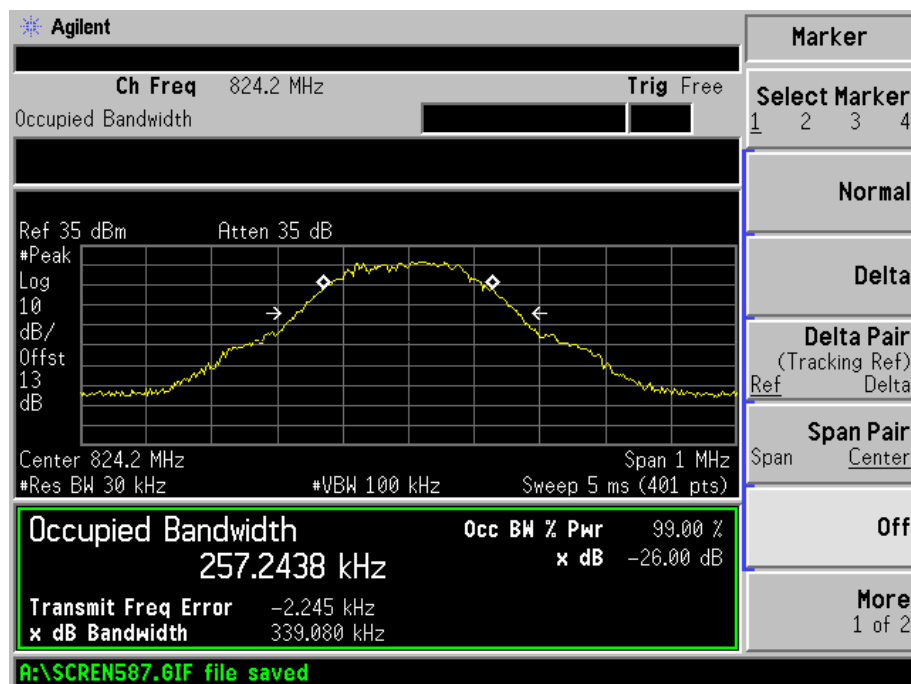 Agilent
Ch Freq 824.2 MHz Trig Free
Occupied Bandwidth
Ref 35 dBm Atten 35 dB
#Peak
Log
10
dB/
Offst
13
dB
Center 824.2 MHz Span 1 MHz
#Res BW 30 kHz #VBW 100 kHz Sweep 5 ms (401 pts)
Occupied Bandwidth Occ BW % Pwr 99.00 %
257.2438 kHz x dB -26.00 dB
Transmit Freq Error -2.245 kHz
x dB Bandwidth 339.080 kHz
A:\SCREN587.GIF file saved
Marker
Select Marker
1 2 3 4
Normal
Delta
Delta Pair
(Tracking Ref)
Ref Delta
Span Pair
Span Center
Off
More
1 of 2